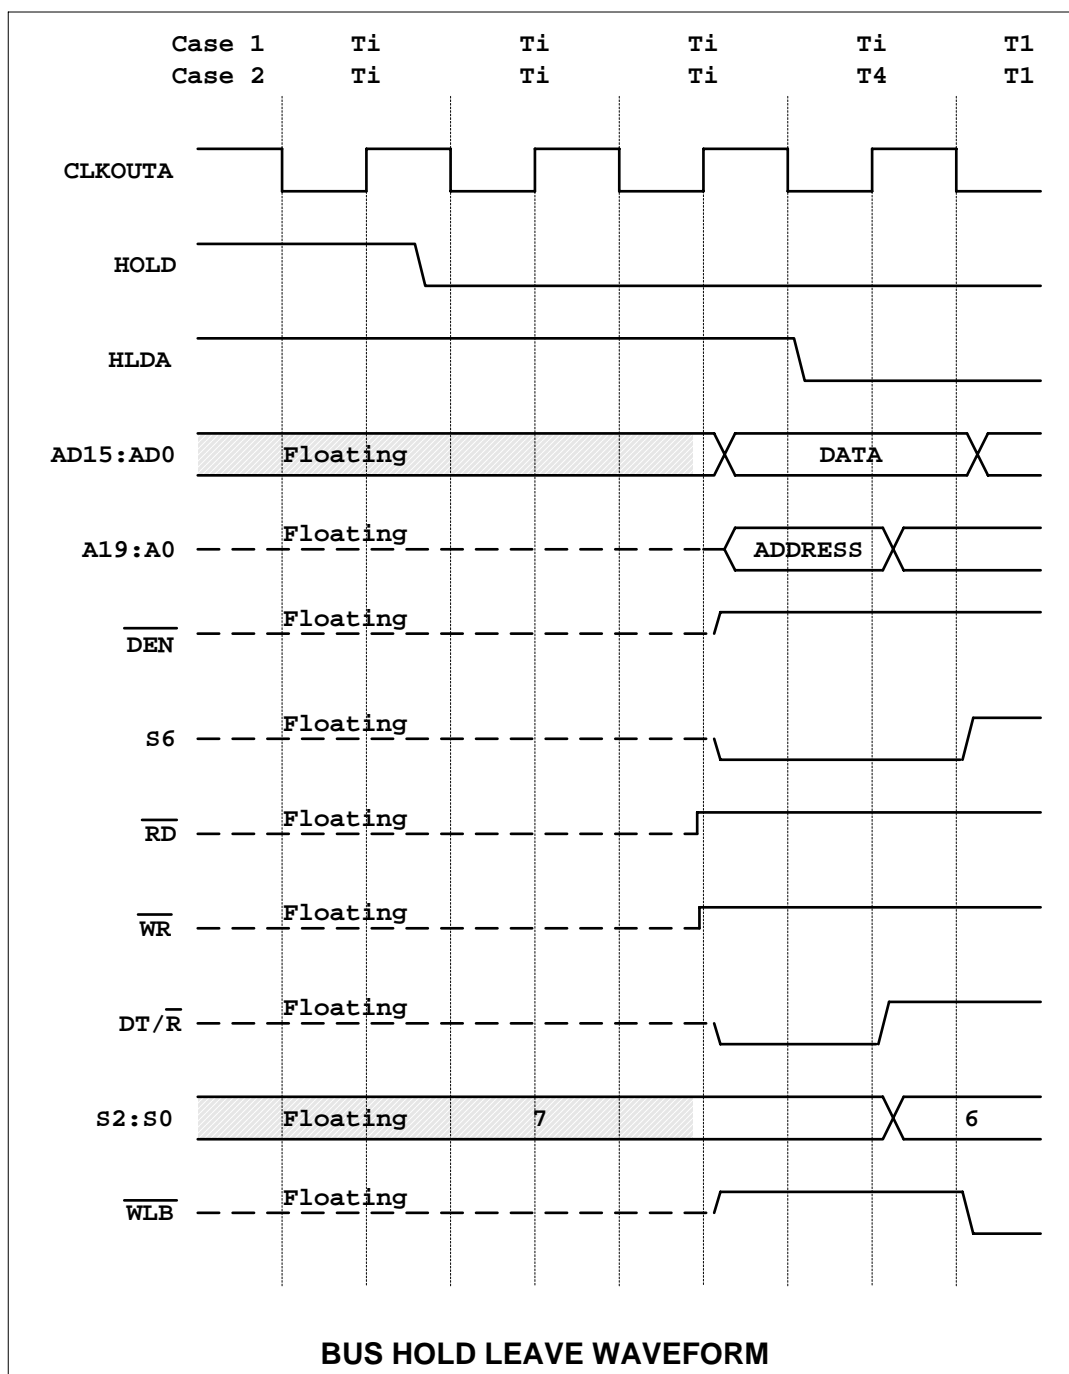 Case 1 Ti Ti Ti Ti T1
Case 2 Ti Ti Ti T4 T1
CLKOUTA
HOLD
HLDA
AD15:AD0 Floating DATA
A19:A0 Floating ADDRESS
DEN Floating
S6 Floating
RD Floating
WR Floating
DT/R Floating
S2:S0 Floating 7 6
WLB Floating
BUS HOLD LEAVE WAVEFORM